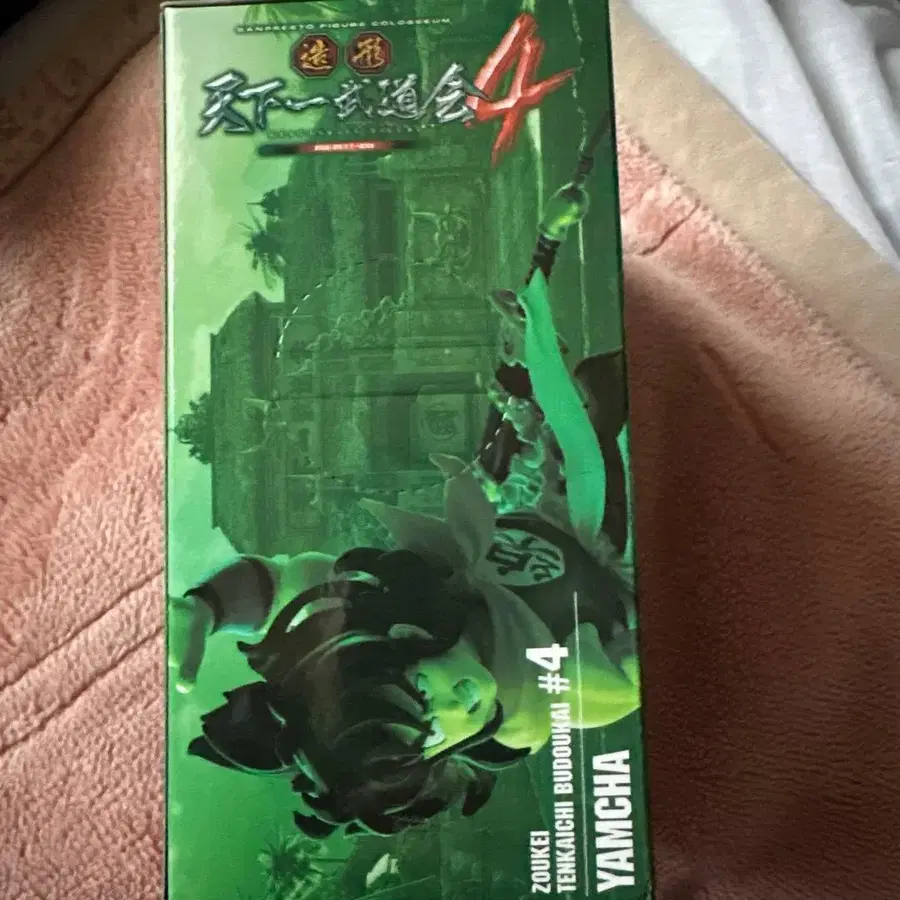 BANPRESTO FIGURE COLOSSEUM
造形
天下一武道会4
ZOUKEI
TENKAICHI BUDOUKAI #4
YAMCHA